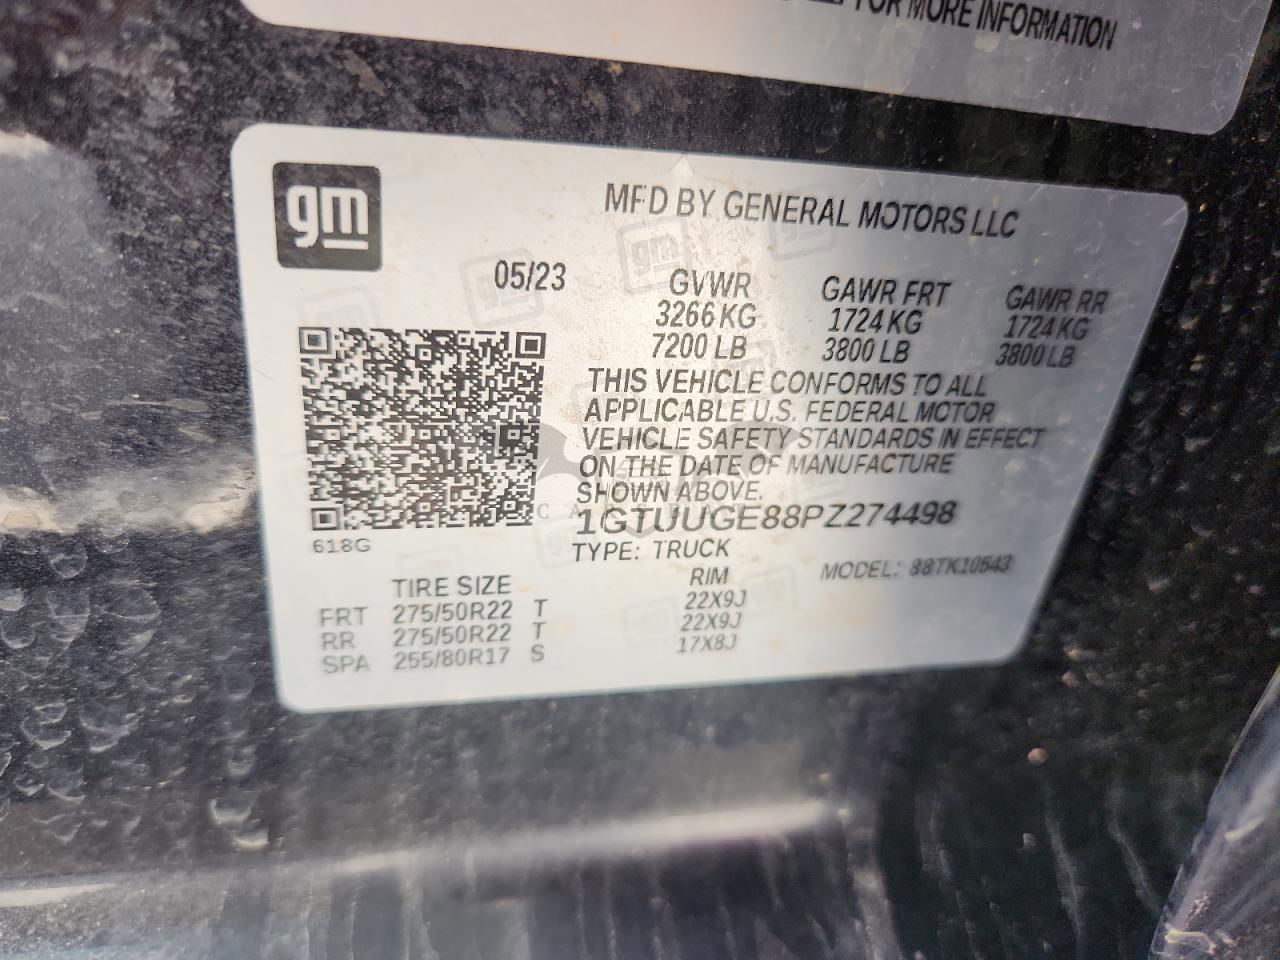 FOR MORE INFORMATION
gm
MFD BY GENERAL MOTORS LLC
05/23
GVWR GAWR FRT GAWR RR
3266 KG 1724 KG 1724 KG
7200 LB 3800 LB 3800 LB
THIS VEHICLE CONFORMS TO ALL
APPLICABLE U.S. FEDERAL MOTOR
VEHICLE SAFETY STANDARDS IN EFFECT
ON THE DATE OF MANUFACTURE
SHOWN ABOVE.
1GTUUGE88PZ274498
618G
TYPE: TRUCK
MODEL: 88TK10543
TIRE SIZE RIM
FRT 275/50R22 T 22X9J
RR 275/50R22 T 22X9J
SPA 255/80R17 S 17X8J